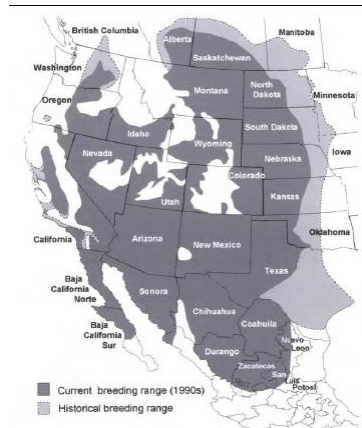 British Columbia
Alberta
Manitoba
Saskatchewan
Washington
Montana
North
Dakota
Minnesota
Oregon
Idaho
South Dakota
Wyoming
Iowa
Nevada
Nebraska
Colorado
Utah
Kansas
California
Arizona
New Mexico
Oklahoma
Texas
Baja
California
Norte
Sonora
Chihuahua
Coahuila
Baja
California
Sur
Nuevo
Leon
Durango
Zacatecas
San
Luis
Potosi
Current breeding range (1990s)
Historical breeding range